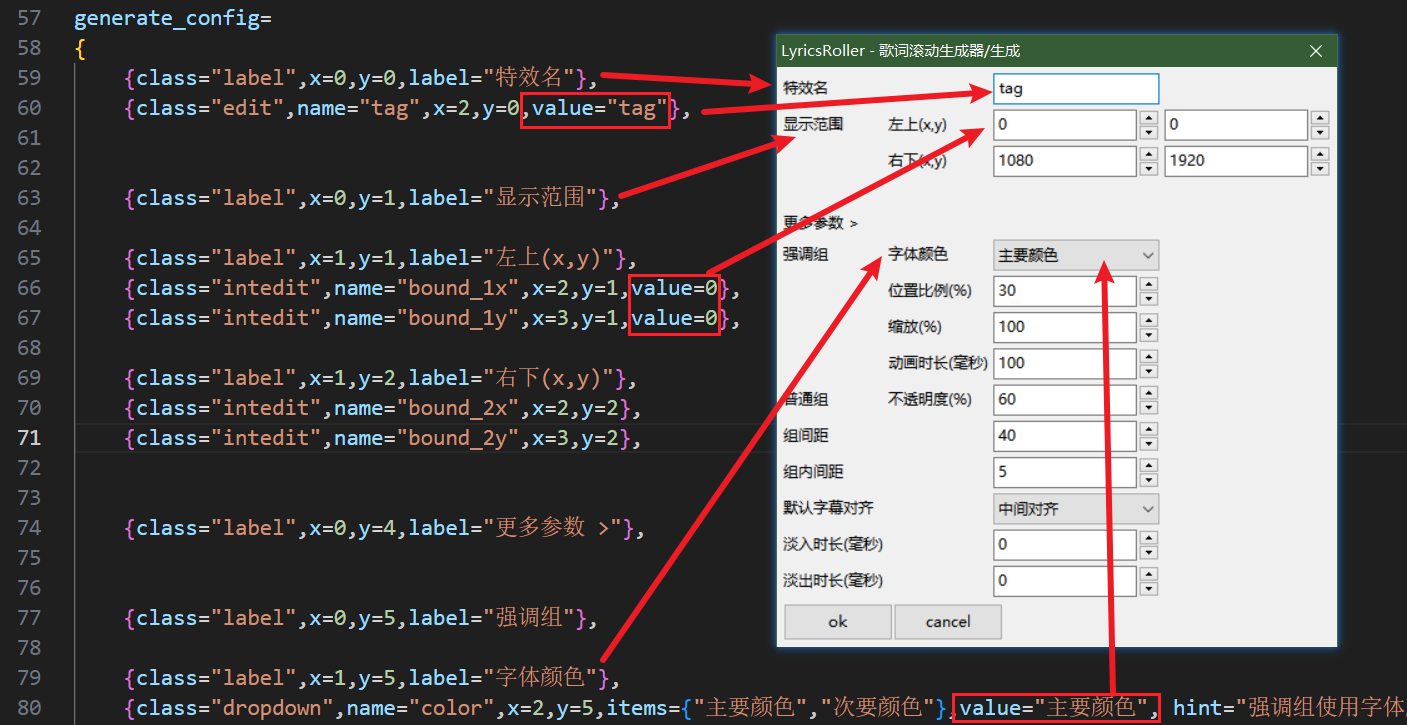 57 generate_config=
58 {
59 {class="label",x=0,y=0,label="特效名"},
60 {class="edit",name="tag",x=2,y=0,value="tag"},
61
62
63 {class="label",x=0,y=1,label="显示范围"},
64
65 {class="label",x=1,y=1,label="左上(x,y)"},
66 {class="intedit",name="bound_1x",x=2,y=1,value=0},
67 {class="intedit",name="bound_1y",x=3,y=1,value=0},
68
69 {class="label",x=1,y=2,label="右下(x,y)"},
70 {class="intedit",name="bound_2x",x=2,y=2},
71 {class="intedit",name="bound_2y",x=3,y=2},
72
73
74 {class="label",x=0,y=4,label="更多参数 >"},
75
76
77 {class="label",x=0,y=5,label="强调组"},
78
79 {class="label",x=1,y=5,label="字体颜色"},
80 {class="dropdown",name="color",x=2,y=5,items={"主要颜色","次要颜色"},value="主要颜色", hint="强调组使用字体
LyricsRoller - 歌词滚动生成器/生成
特效名 tag
显示范围 左上(x,y) 0 0
右下(x,y) 1080 1920
更多参数 >
强调组 字体颜色 主要颜色
位置比例(%) 30
缩放(%) 100
动画时长(毫秒) 100
普通组 不透明度(%) 60
组间距 40
组内间距 5
默认字幕对齐 中间对齐
淡入时长(毫秒) 0
淡出时长(毫秒) 0
ok cancel